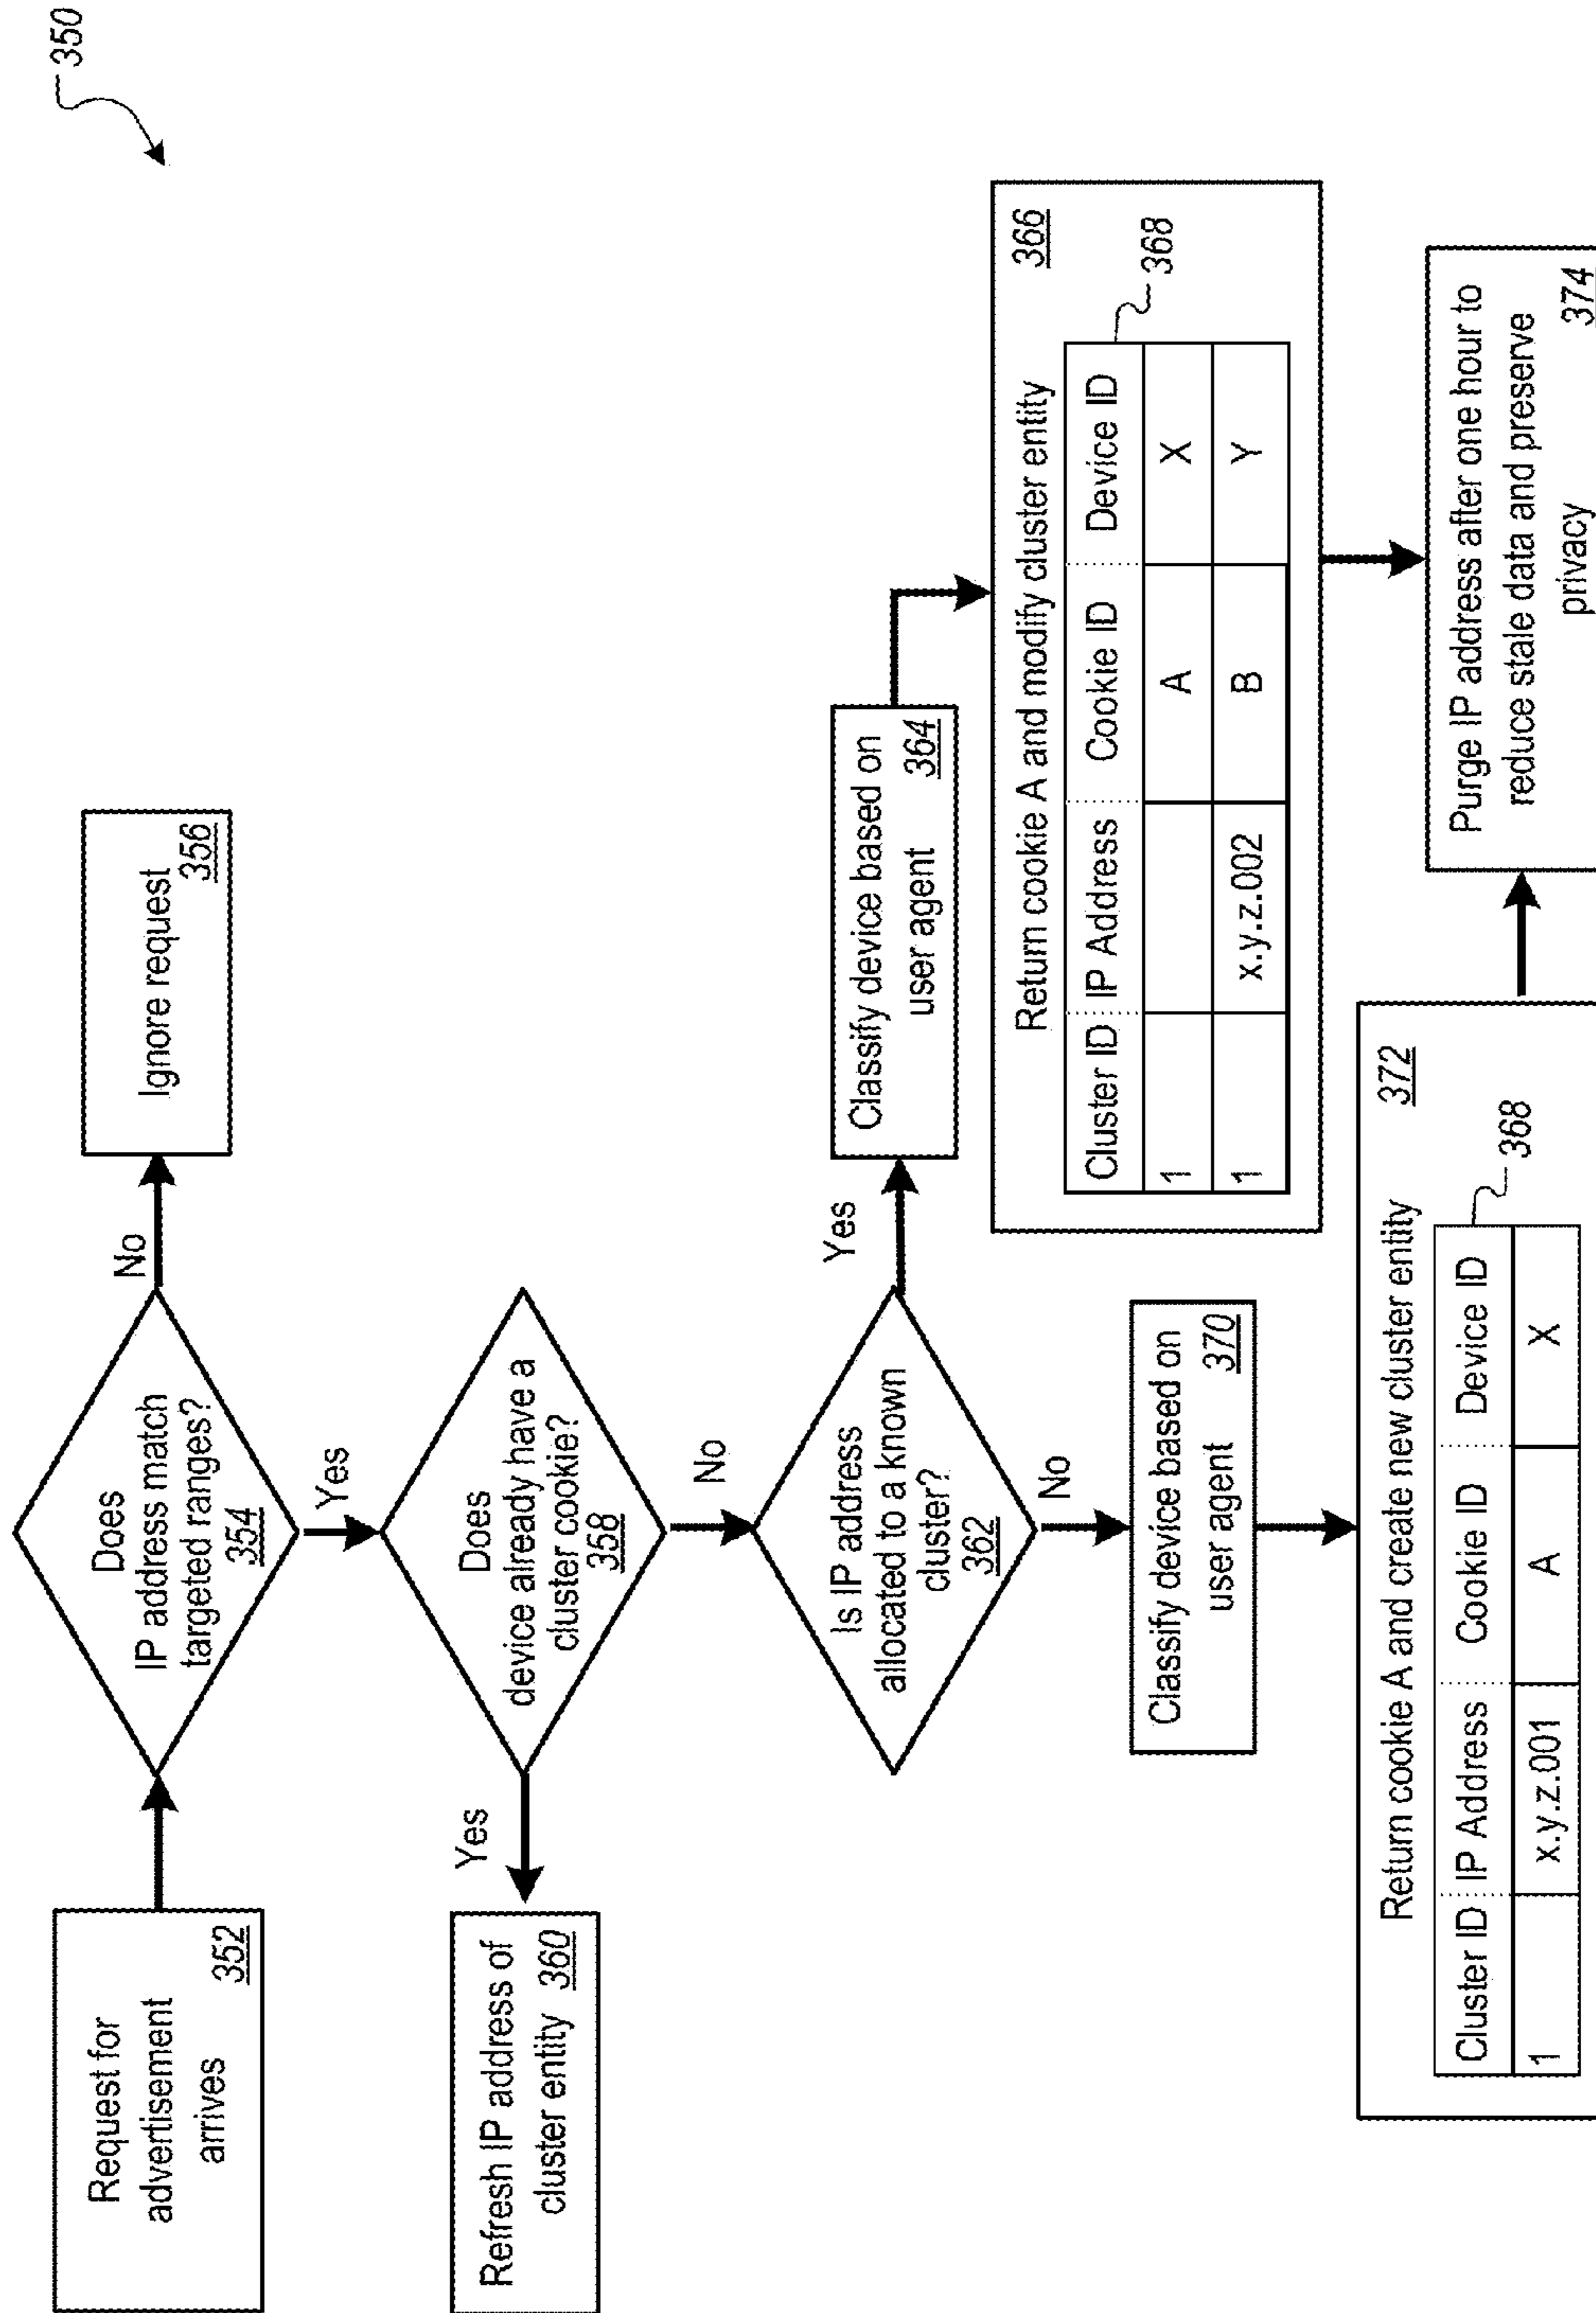 350
Request for
advertisement
arrives
352
Does
IP address match
targeted ranges?
354
No
Ignore request
356
Yes
Does
device already have a
cluster cookie?
358
Yes
Refresh IP address of
cluster entity 360
No
Is IP address
allocated to a known
cluster?
362
Yes
Classify device based on
user agent 364
366
Return cookie A and modify cluster entity
368
Cluster ID IP Address Cookie ID Device ID
1 A X
1 x.y.z.002 B Y
No
Classify device based on
user agent 370
372
Return cookie A and create new cluster entity
368
Cluster ID IP Address Cookie ID Device ID
1 x.y.z.001 A X
Purge IP address after one hour to
reduce stale data and preserve
privacy 374